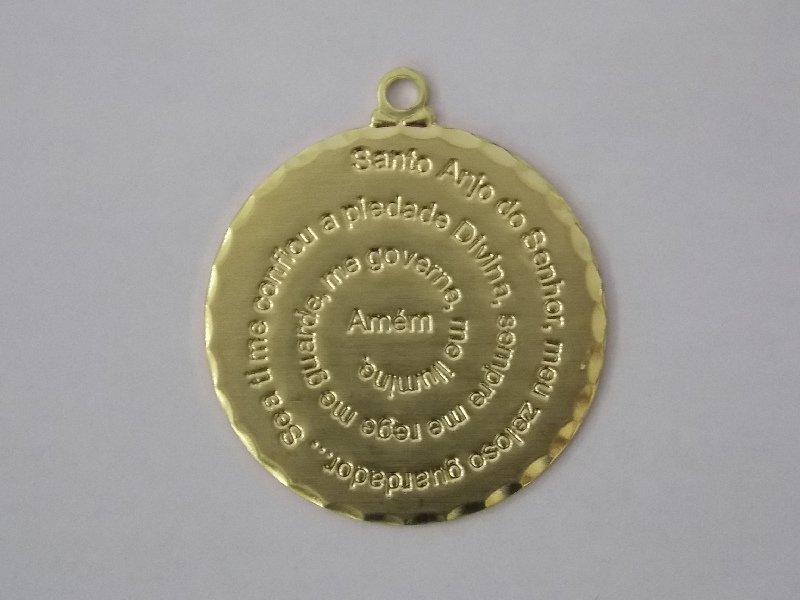 Santo Anjo do Senhor, meu zeloso guardador... Se a ti me confiou a piedade Divina, sempre me rege me guarde, me governe, me ilumine.
Amém